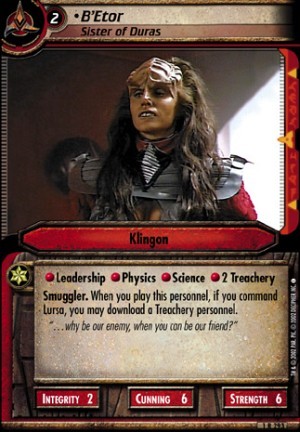 2 •B'Etor
Sister of Duras
Klingon
Leadership • Physics • Science • 2 Treachery
Smuggler. When you play this personnel, if you command
Lursa, you may download a Treachery personnel.
"...why be our enemy, when you can be our friend?"
INTEGRITY 2 CUNNING 6 STRENGTH 6